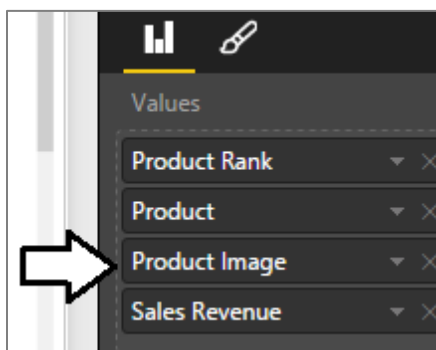 Values
Product Rank
Product
Product Image
Sales Revenue